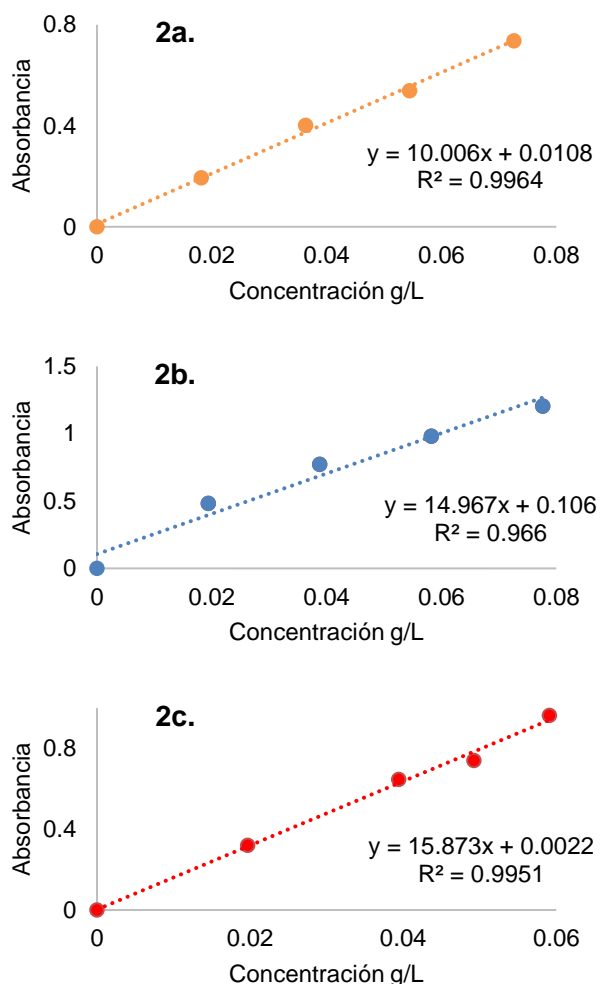 2a.
Absorbancia
0.8
0.4
0
y = 10.006x + 0.0108
R² = 0.9964
0 0.02 0.04 0.06 0.08
Concentración g/L
2b.
Absorbancia
1.5
1
0.5
0
y = 14.967x + 0.106
R² = 0.966
0 0.02 0.04 0.06 0.08
Concentración g/L
2c.
Absorbancia
0.8
0.4
0
y = 15.873x + 0.0022
R² = 0.9951
0 0.02 0.04 0.06
Concentración g/L